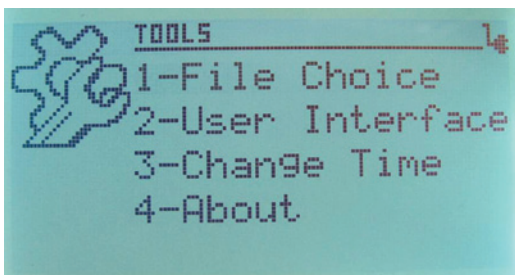 TOOLS
1-File Choice
2-User Interface
3-Change Time
4-About